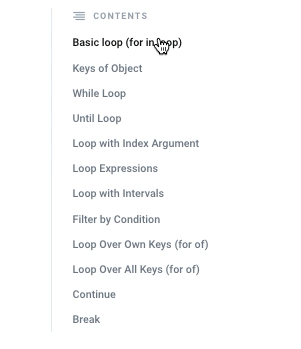 CONTENTS
Basic loop (for in loop)
Keys of Object
While Loop
Until Loop
Loop with Index Argument
Loop Expressions
Loop with Intervals
Filter by Condition
Loop Over Own Keys (for of)
Loop Over All Keys (for of)
Continue
Break